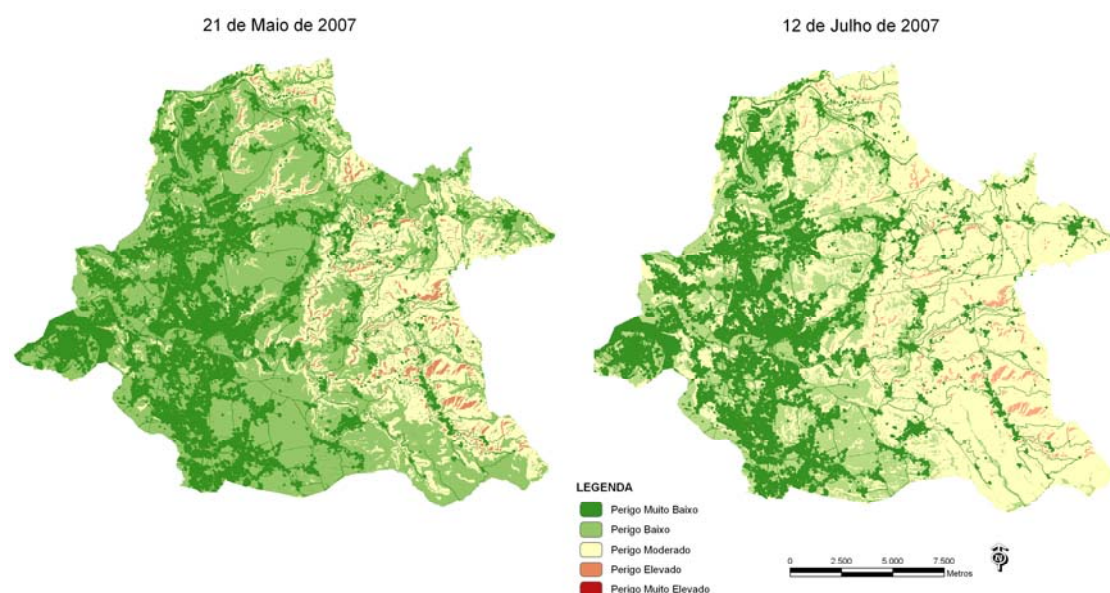 21 de Maio de 2007
12 de Julho de 2007
LEGENDA
Perigo Muito Baixo
Perigo Baixo
Perigo Moderado
Perigo Elevado
Perigo Muito Elevado
0 2.500 5.000 7.500
Metros
N